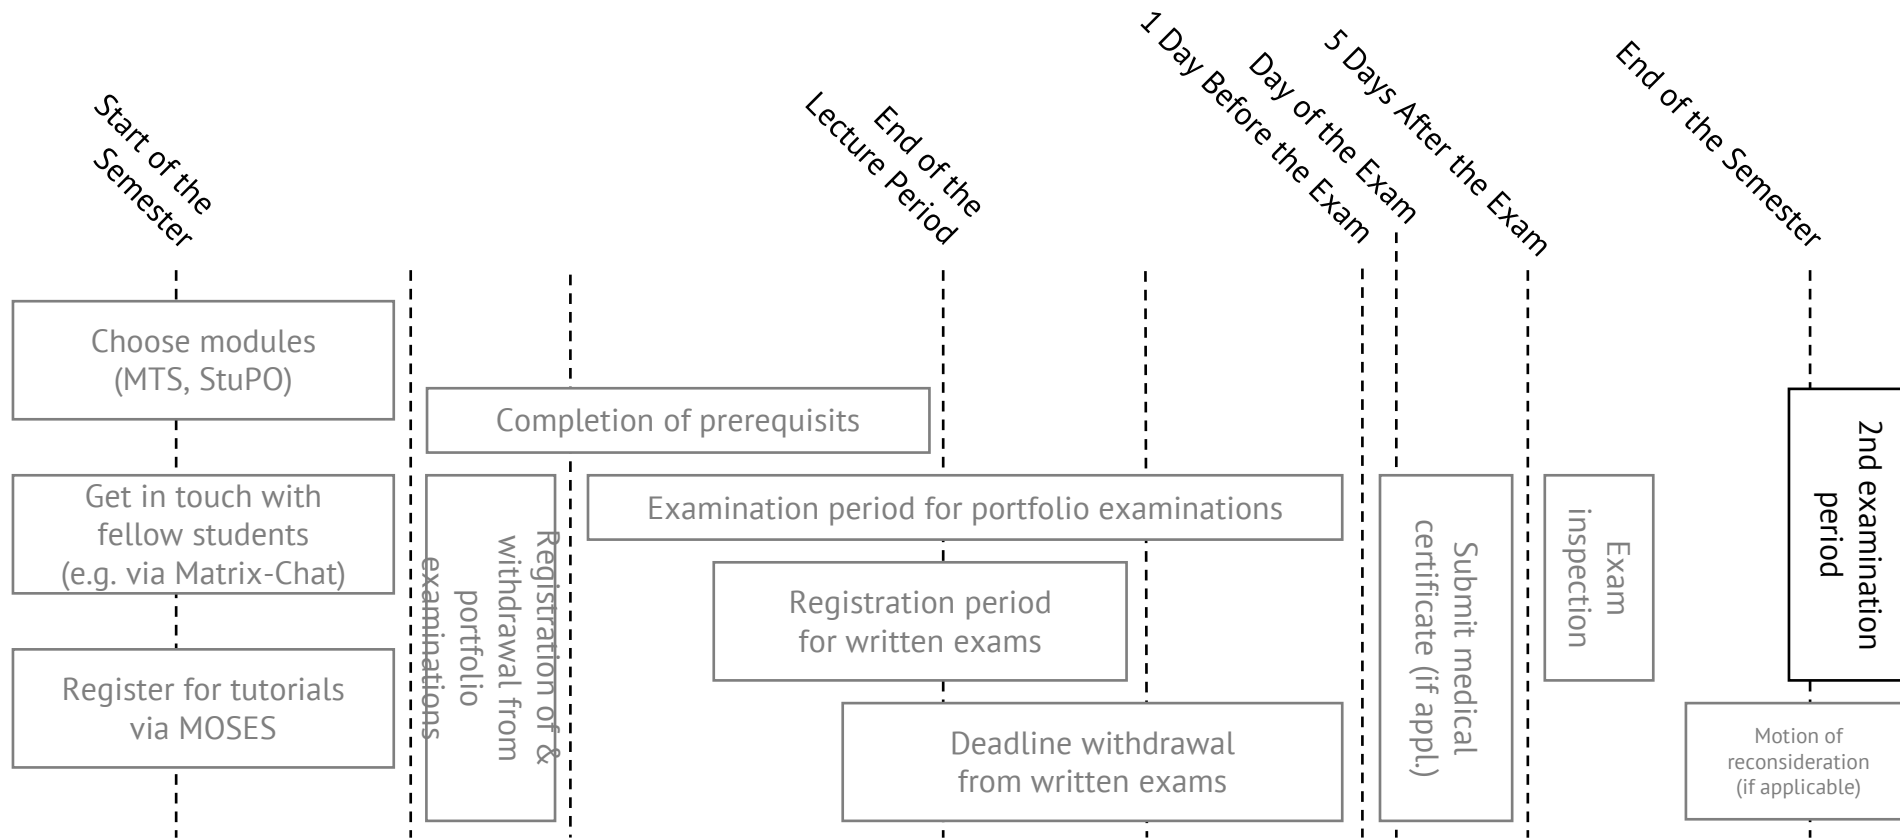 Start of the
Semester
End of the
Lecture Period
1 Day Before the Exam
Day of the Exam
5 Days After the Exam
End of the Semester
Choose modules
(MTS, StuPO)
Get in touch with
fellow students
(e.g. via Matrix-Chat)
Register for tutorials
via MOSES
Completion of prerequisits
Registration of &
withdrawal from
portfolio
examinations
Examination period for portfolio examinations
Registration period
for written exams
Deadline withdrawal
from written exams
Submit medical
certificate (if appl.)
Exam
inspection
2nd examination
period
Motion of
reconsideration
(if applicable)